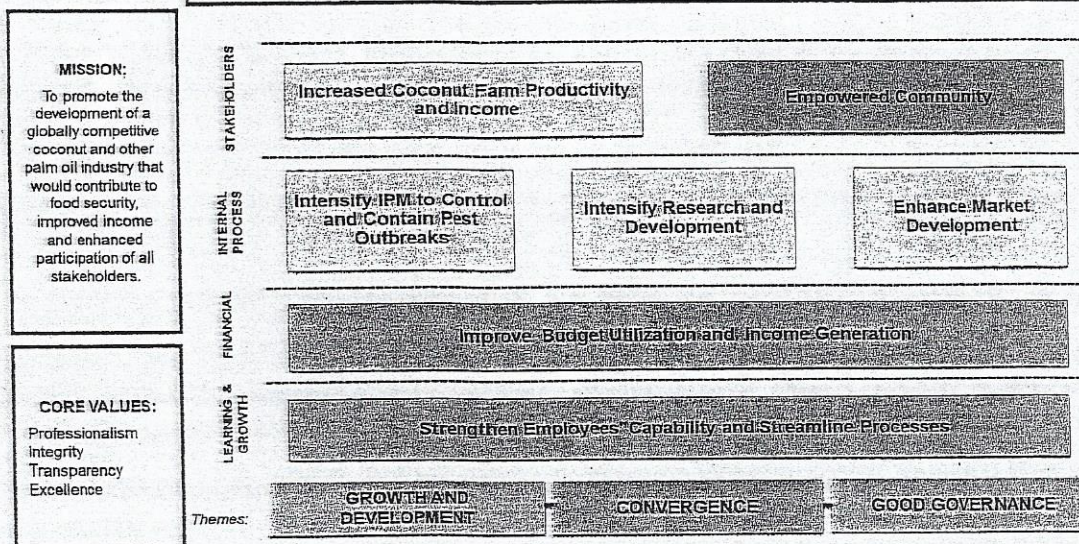 MISSION:
To promote the
development of a
globally competitive
coconut and other
palm oil industry that
would contribute to
food security,
improved income
and enhanced
participation of all
stakeholders.
CORE VALUES:
Professionalism
Integrity
Transparency
Excellence
STAKEHOLDERS
Increased Coconut Farm Productivity
and Income
Empowered Community
INTERNAL
PROCESS
Intensify IPM to Control
and Contain Pest
Outbreaks
Intensify Research and
Development
Enhance Market
Development
FINANCIAL
Improve Budget Utilization and Income Generation
LEARNING &
GROWTH
Strengthen Employees' Capability and Streamline Processes
Themes:
GROWTH AND
DEVELOPMENT
CONVERGENCE
GOOD GOVERNANCE